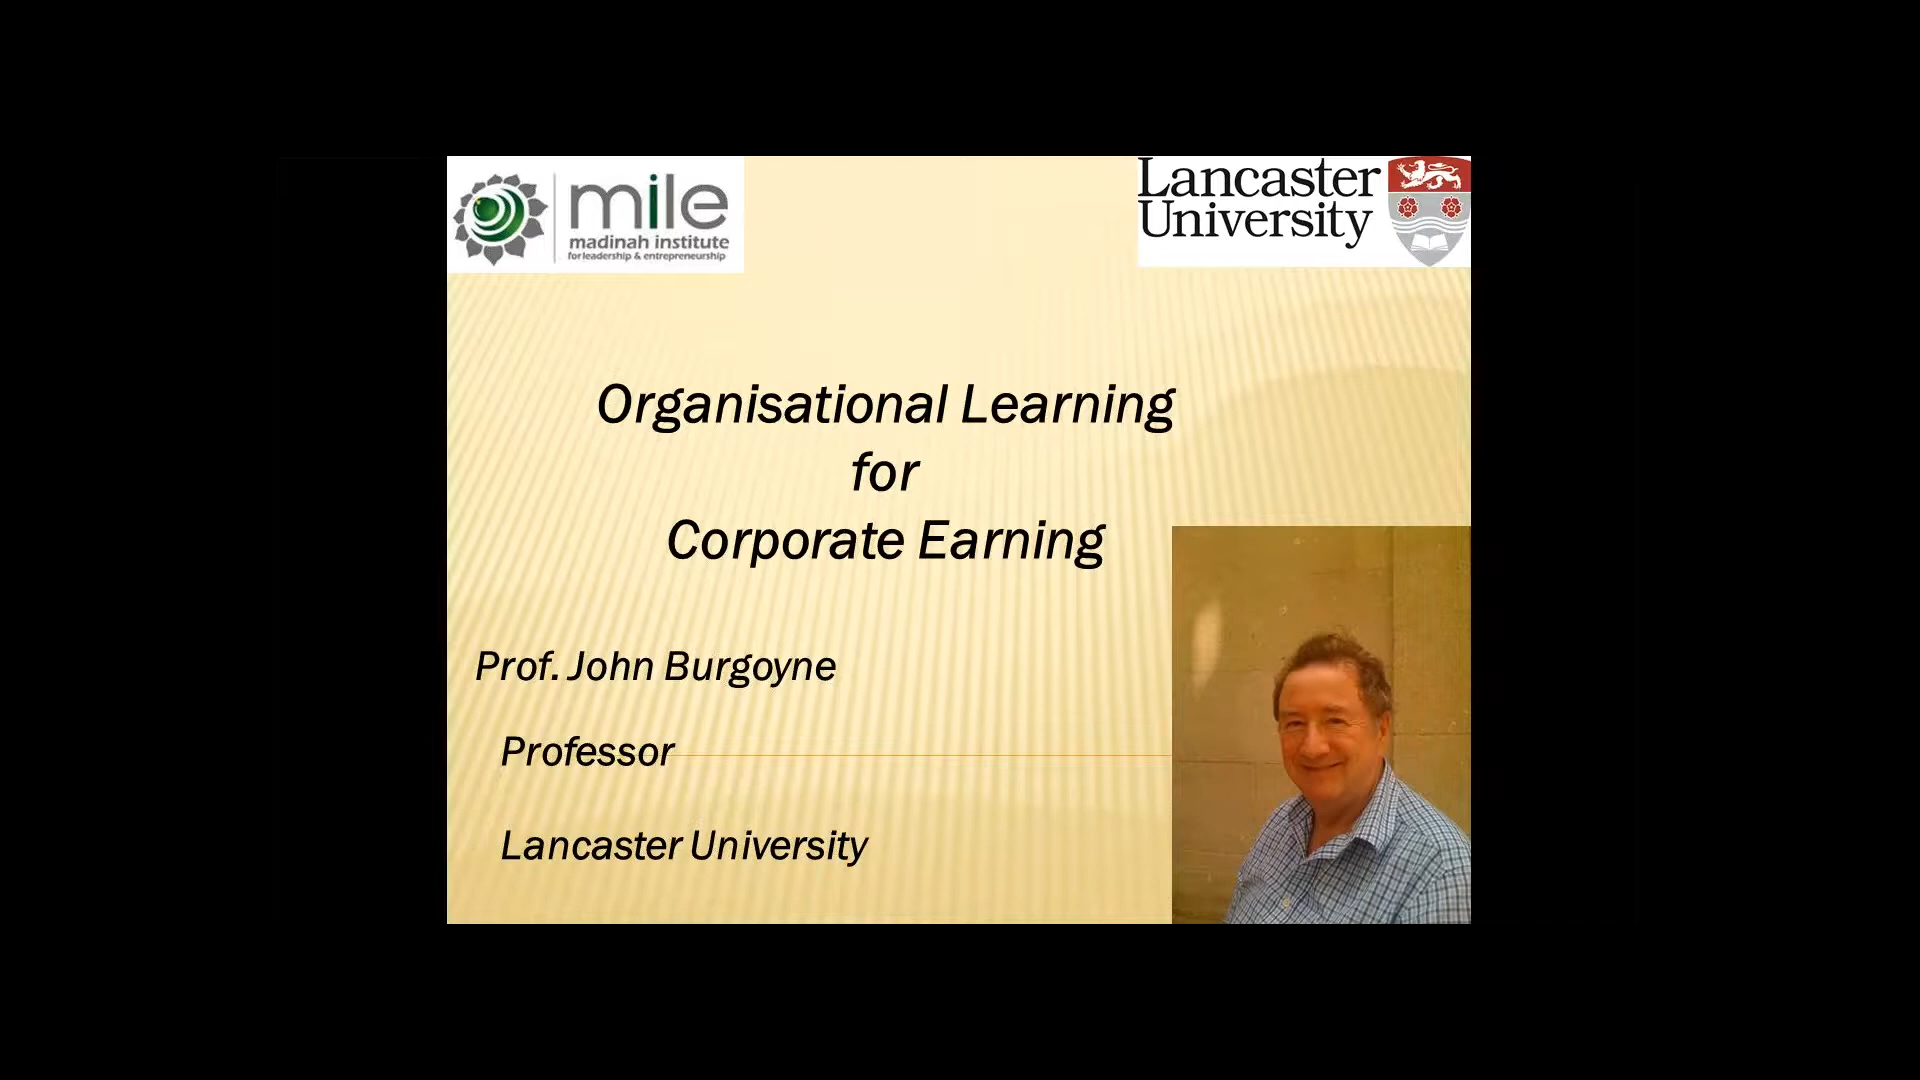 mile
madinah institute
for leadership & entrepreneurship
Lancaster
University
Organisational Learning
for
Corporate Earning
Prof. John Burgoyne
Professor
Lancaster University